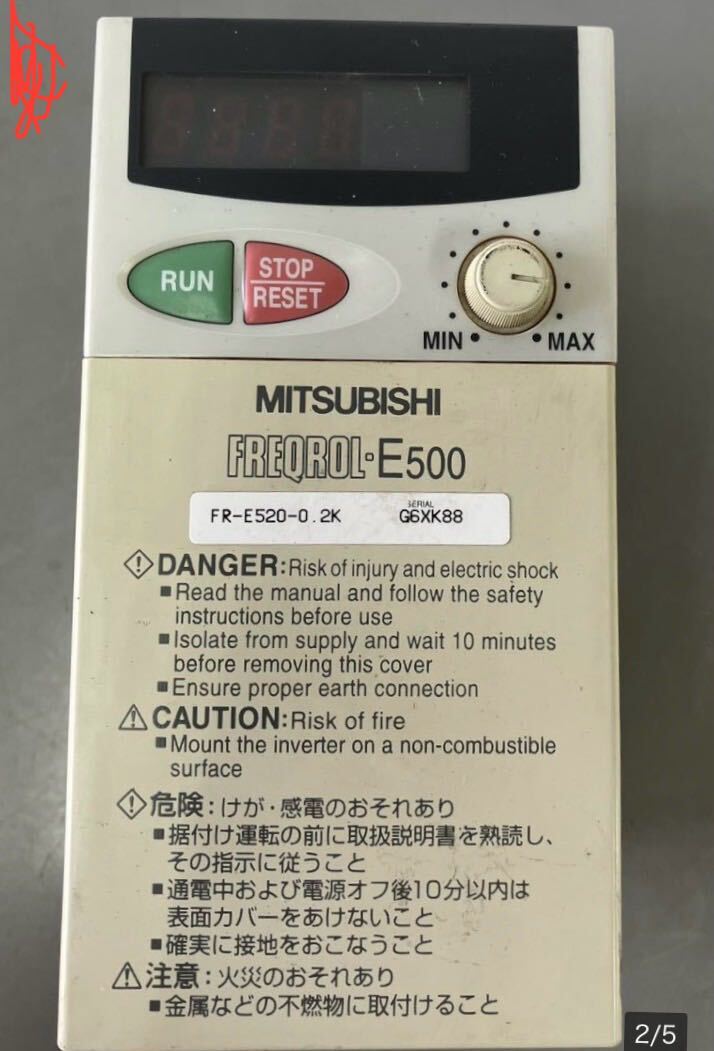 RUN
STOP
RESET
MIN MAX
MITSUBISHI
FREQROL-E500
SERIAL
FR-E520-0.2K G6XK88
DANGER:Risk of injury and electric shock
■Read the manual and follow the safety
instructions before use
■Isolate from supply and wait 10 minutes
before removing this cover
■Ensure proper earth connection
CAUTION:Risk of fire
■Mount the inverter on a non-combustible
surface
危険:けが・感電のおそれあり
■据付け運転の前に取扱説明書を熟読し、
その指示に従うこと
■通電中および電源オフ後10分以内は
表面カバーをあけないこと
■確実に接地をおこなうこと
注意:火災のおそれあり
■金属などの不燃物に取付けること
2/5